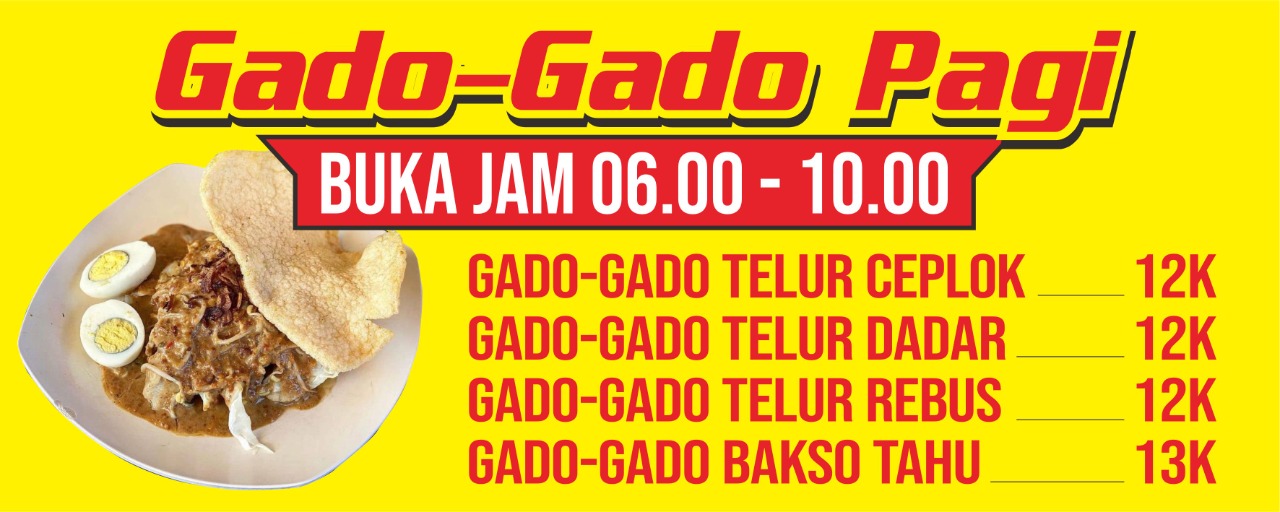 Gado-Gado Pagi
BUKA JAM 06.00 - 10.00
GADO-GADO TELUR CEPLOK 12K
GADO-GADO TELUR DADAR 12K
GADO-GADO TELUR REBUS 12K
GADO-GADO BAKSO TAHU 13K